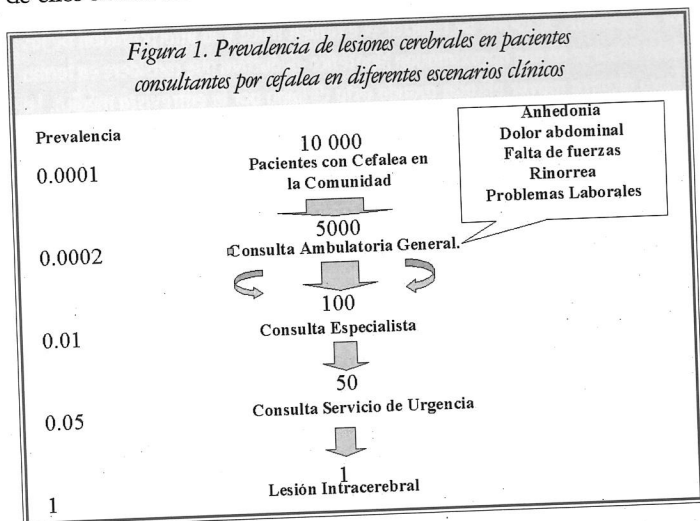 Figura 1. Prevalencia de lesiones cerebrales en pacientes
consultantes por cefalea en diferentes escenarios clínicos
Prevalencia
0.0001
10 000
Pacientes con Cefalea en
la Comunidad
Anhedonia
Dolor abdominal
Falta de fuerzas
Rinorrea
Problemas Laborales
0.0002
5000
Consulta Ambulatoria General.
0.01
100
Consulta Especialista
0.05
50
Consulta Servicio de Urgencia
1
1
Lesión Intracerebral